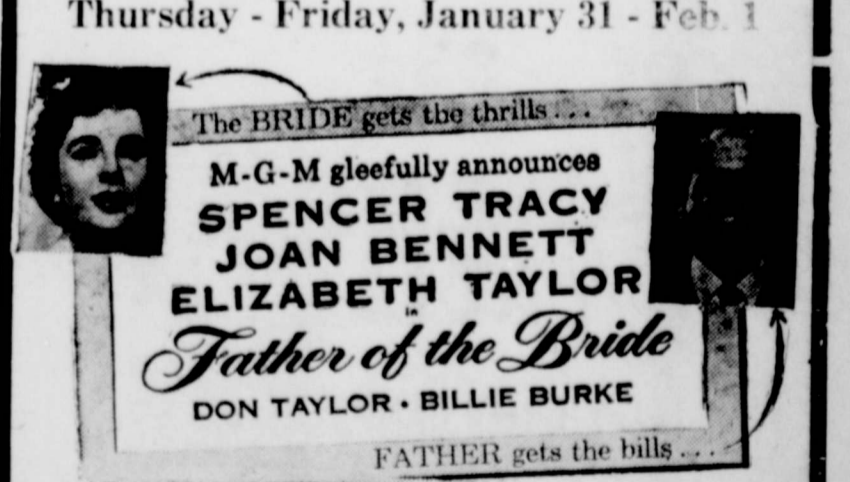 Thursday - Friday, January 31 - Feb. 1
The BRIDE gets the thrills...
M-G-M gleefully announces
SPENCER TRACY
JOAN BENNETT
ELIZABETH TAYLOR
in
Father of the Bride
DON TAYLOR • BILLIE BURKE
FATHER gets the bills...